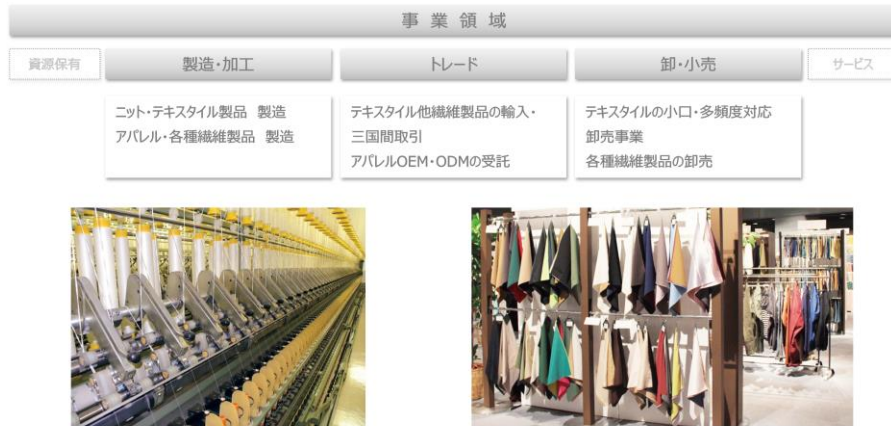 事業領域
資源保有
製造・加工
トレード
卸・小売
サービス
ニット・テキスタイル製品 製造
アパレル・各種繊維製品 製造
テキスタイル他繊維製品の輸入・
三国間取引
アパレルOEM・ODMの受託
テキスタイルの小口・多頻度対応
卸売事業
各種繊維製品の卸売